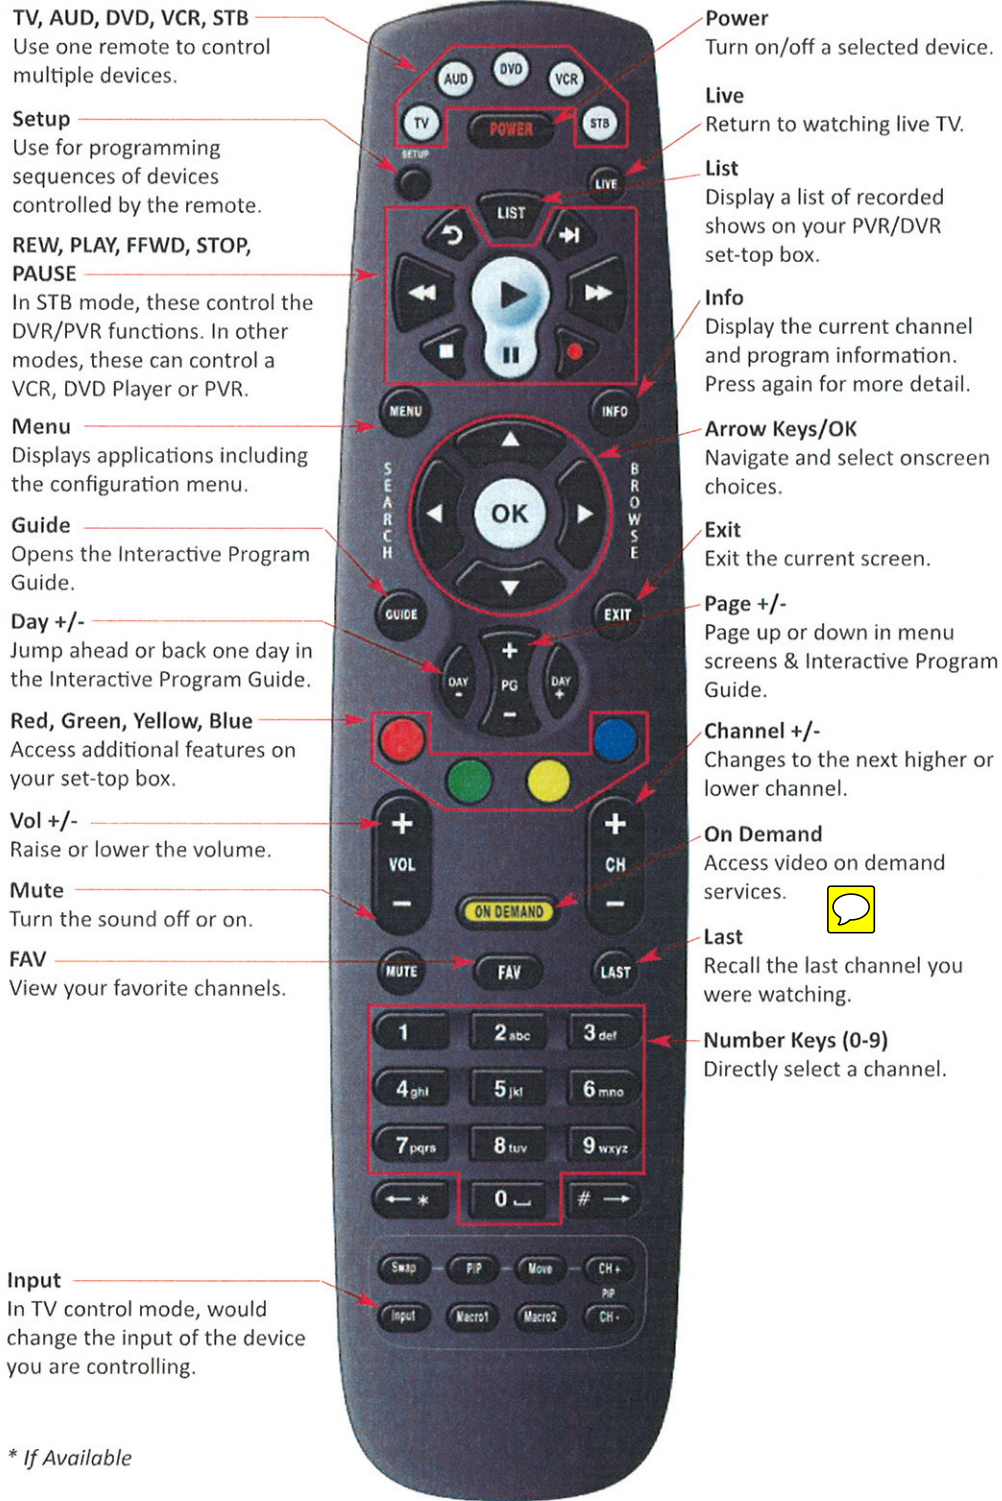 TV, AUD, DVD, VCR, STB
Use one remote to control
multiple devices.
Setup
Use for programming
sequences of devices
controlled by the remote.
REW, PLAY, FFWD, STOP,
PAUSE
In STB mode, these control the
DVR/PVR functions. In other
modes, these can control a
VCR, DVD Player or PVR.
Menu
Displays applications including
the configuration menu.
Guide
Opens the Interactive Program
Guide.
Day +/-
Jump ahead or back one day in
the Interactive Program Guide.
Red, Green, Yellow, Blue
Access additional features on
your set-top box.
Vol +/-
Raise or lower the volume.
Mute
Turn the sound off or on.
FAV
View your favorite channels.
Input
In TV control mode, would
change the input of the device
you are controlling.
* If Available
AUD DVD VCR
TV POWER STB
SETUP
LIVE
LIST
MENU INFO
SEARCH OK BROWSE
GUIDE EXIT
+
DAY - PG DAY +
-
+ +
VOL CH
- -
ON DEMAND
MUTE FAV LAST
1 2 abc 3 def
4 ghi 5 jkl 6 mno
7 pqrs 8 tuv 9 wxyz
← * 0 # →
Swap PIP Move CH +
PIP
Input Macro1 Macro2 CH -
Power
Turn on/off a selected device.
Live
Return to watching live TV.
List
Display a list of recorded
shows on your PVR/DVR
set-top box.
Info
Display the current channel
and program information.
Press again for more detail.
Arrow Keys/OK
Navigate and select onscreen
choices.
Exit
Exit the current screen.
Page +/-
Page up or down in menu
screens & Interactive Program
Guide.
Channel +/-
Changes to the next higher or
lower channel.
On Demand
Access video on demand
services.
Last
Recall the last channel you
were watching.
Number Keys (0-9)
Directly select a channel.